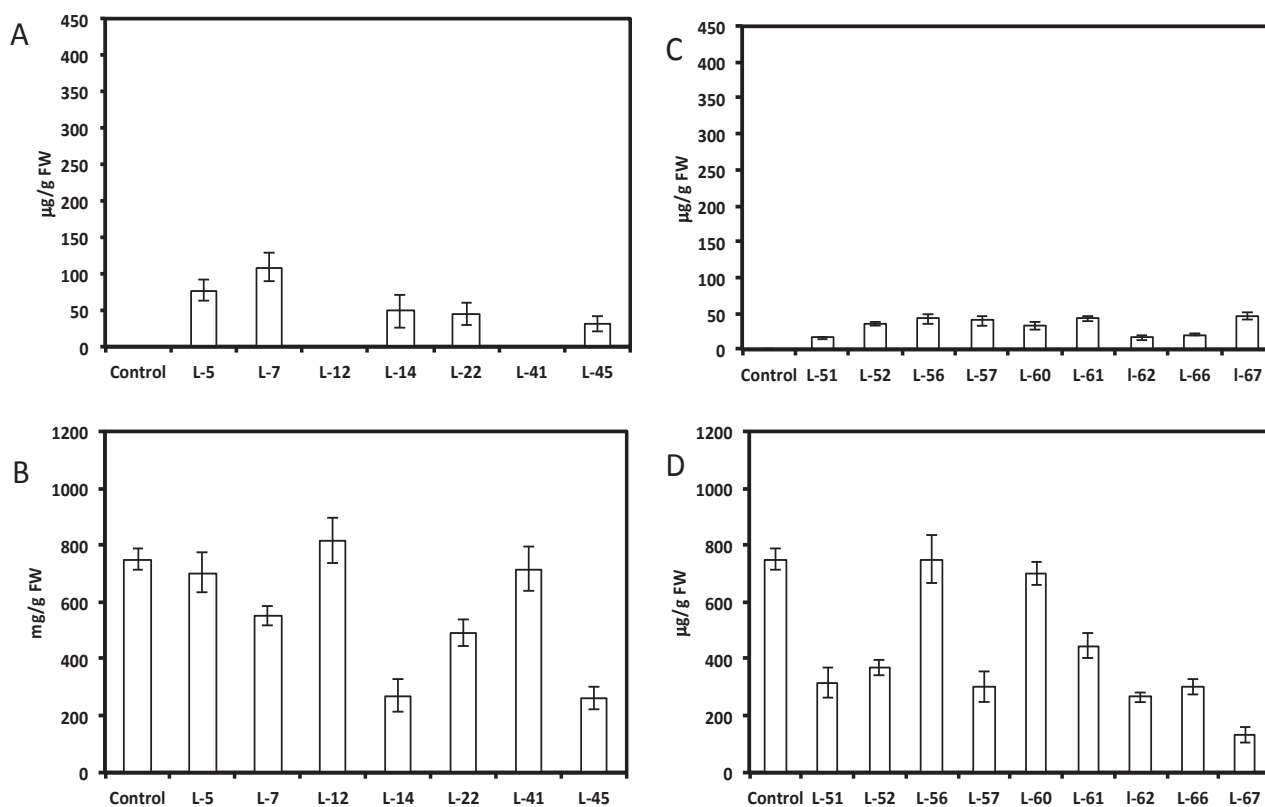 A
450
400
350
300
250
200
150
100
50
0
µg/g FW
Control L-5 L-7 L-12 L-14 L-22 L-41 L-45
C
450
400
350
300
250
200
150
100
50
0
µg/g FW
Control L-51 L-52 L-56 L-57 L-60 L-61 l-62 L-66 l-67
B
1200
1000
800
600
400
200
0
mg/g FW
Control L-5 L-7 L-12 L-14 L-22 L-41 L-45
D
1200
1000
800
600
400
200
0
µg/g FW
Control L-51 L-52 L-56 L-57 L-60 L-61 L-62 L-66 L-67